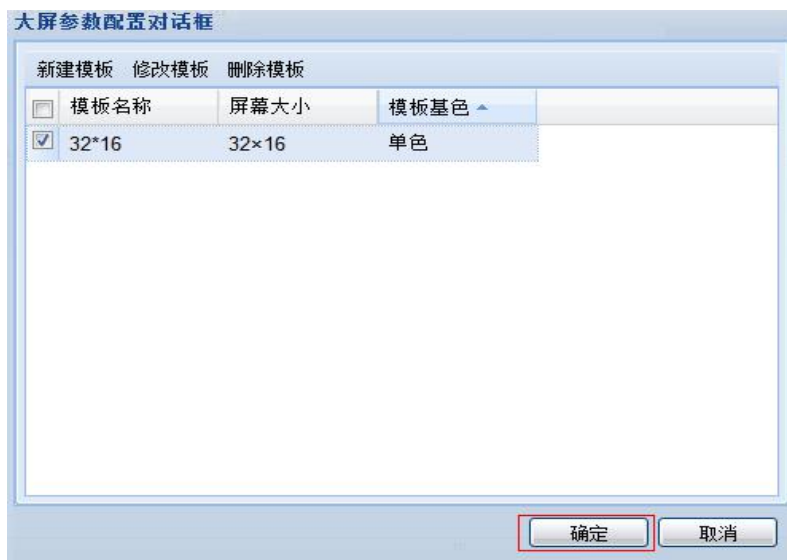 大屏参数配置对话框
新建模板 修改模板 删除模板
模板名称 屏幕大小 模板基色
32*16 32×16 单色
确定 取消